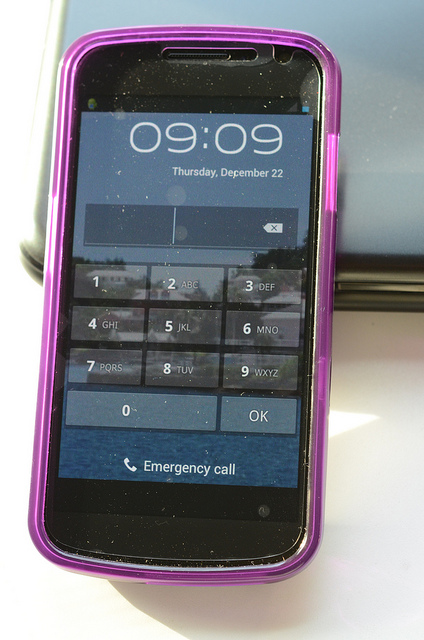 09:09
Thursday, December 22
1 2 ABC 3 DEF
4 GHI 5 JKL 6 MNO
7 PQRS 8 TUV 9 WXYZ
0 OK
Emergency call